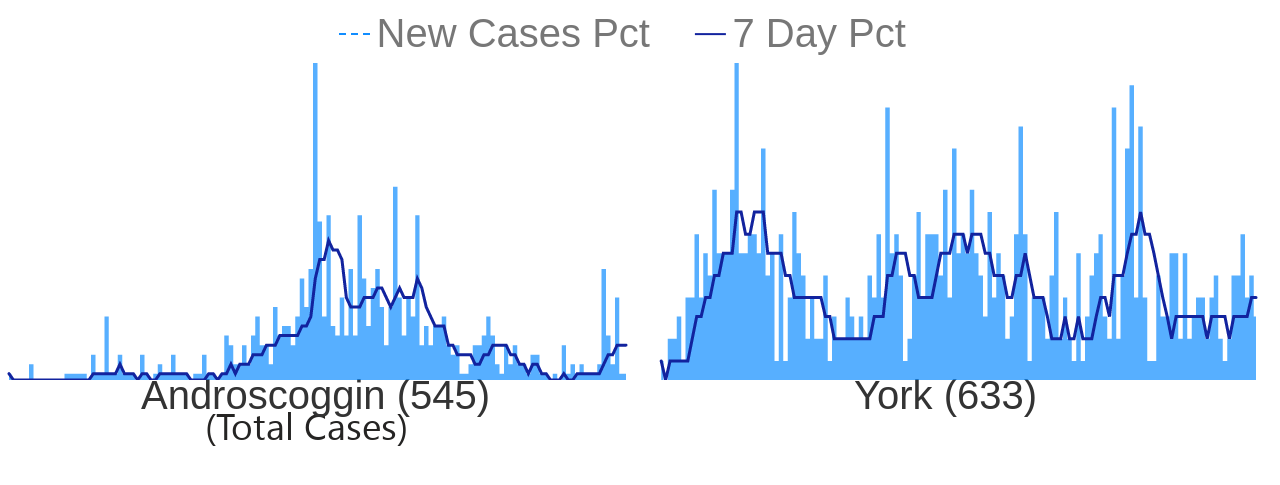 New Cases Pct 7 Day Pct
Androscoggin (545)
(Total Cases)
York (633)